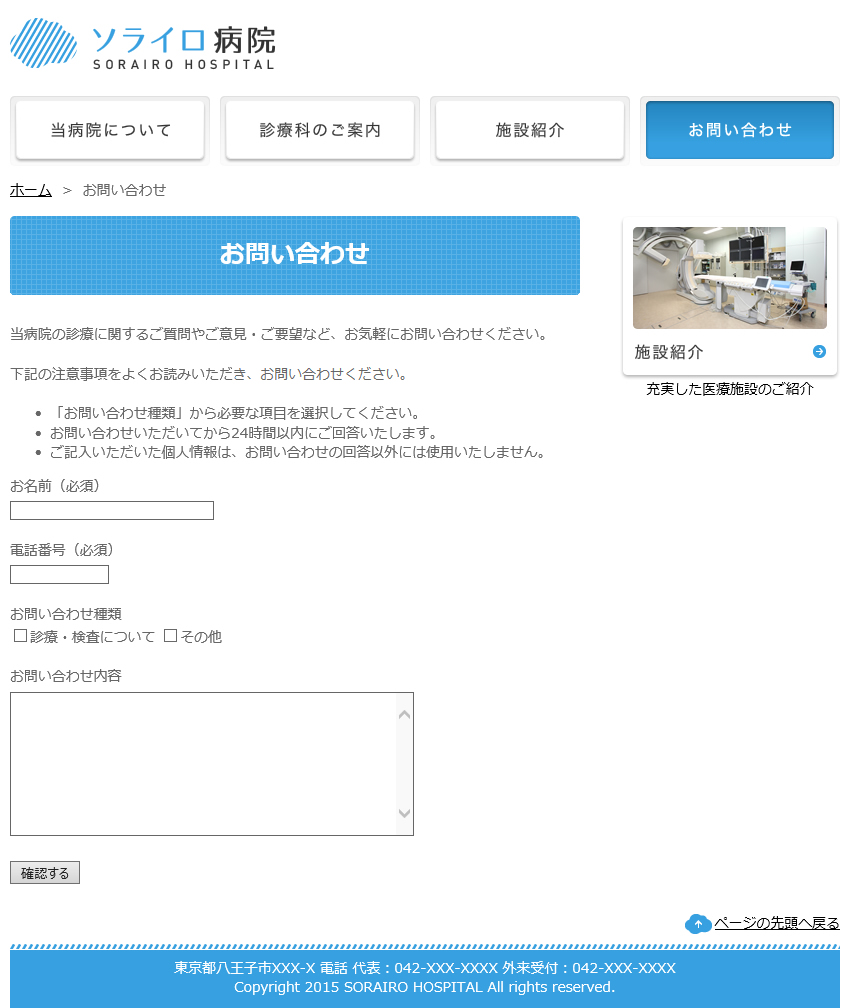 ソライロ病院
SORAIRO HOSPITAL
当病院について
診療科のご案内
施設紹介
お問い合わせ
ホーム > お問い合わせ
お問い合わせ
当病院の診療に関するご質問やご意見・ご要望など、お気軽にお問い合わせください。
下記の注意事項をよくお読みいただき、お問い合わせください。
• 「お問い合わせ種類」から必要な項目を選択してください。
• お問い合わせいただいてから24時間以内にご回答いたします。
• ご記入いただいた個人情報は、お問い合わせの回答以外には使用いたしません。
施設紹介
充実した医療施設のご紹介
お名前（必須）
電話番号（必須）
お問い合わせ種類
診療・検査について その他
お問い合わせ内容
確認する
ページの先頭へ戻る
東京都八王子市XXX-X 電話 代表：042-XXX-XXXX 外来受付：042-XXX-XXXX
Copyright 2015 SORAIRO HOSPITAL All rights reserved.